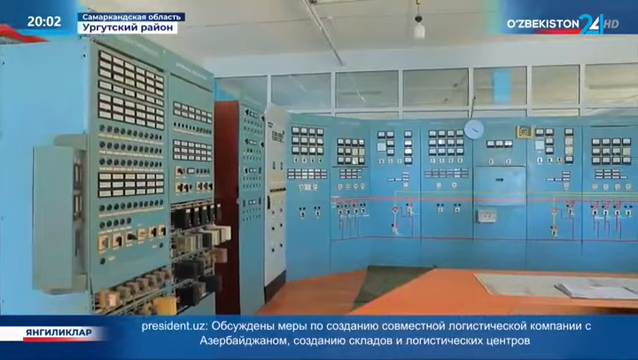 20:02
Самаркандская область
Ургутский район
O'ZBEKISTON 24 HD
president.uz: Обсуждены меры по созданию совместной логистической компании с
ЯНГИЛИКЛАР
Азербайджаном, созданию складов и логистических центров